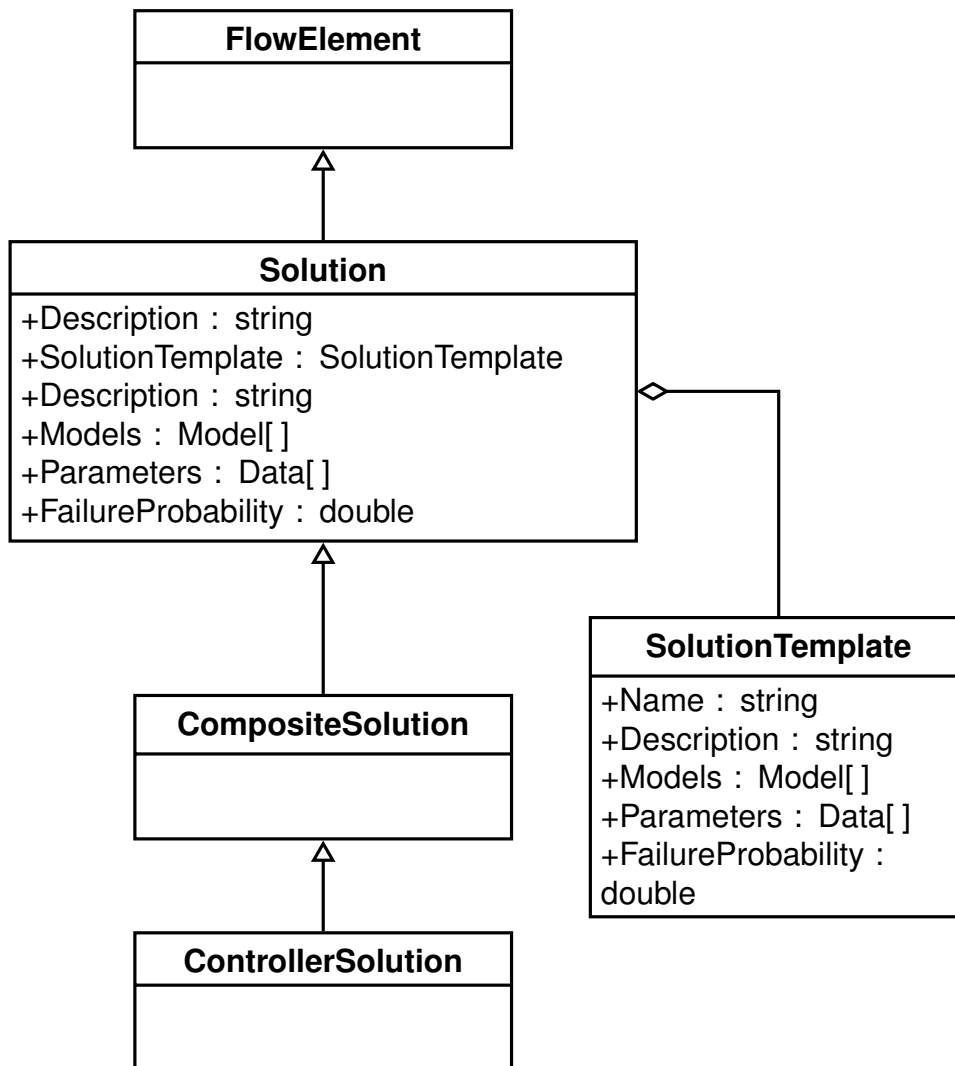 FlowElement
Solution
+Description : string
+SolutionTemplate : SolutionTemplate
+Description : string
+Models : Model[ ]
+Parameters : Data[ ]
+FailureProbability : double
SolutionTemplate
+Name : string
+Description : string
+Models : Model[ ]
+Parameters : Data[ ]
+FailureProbability :
double
CompositeSolution
ControllerSolution